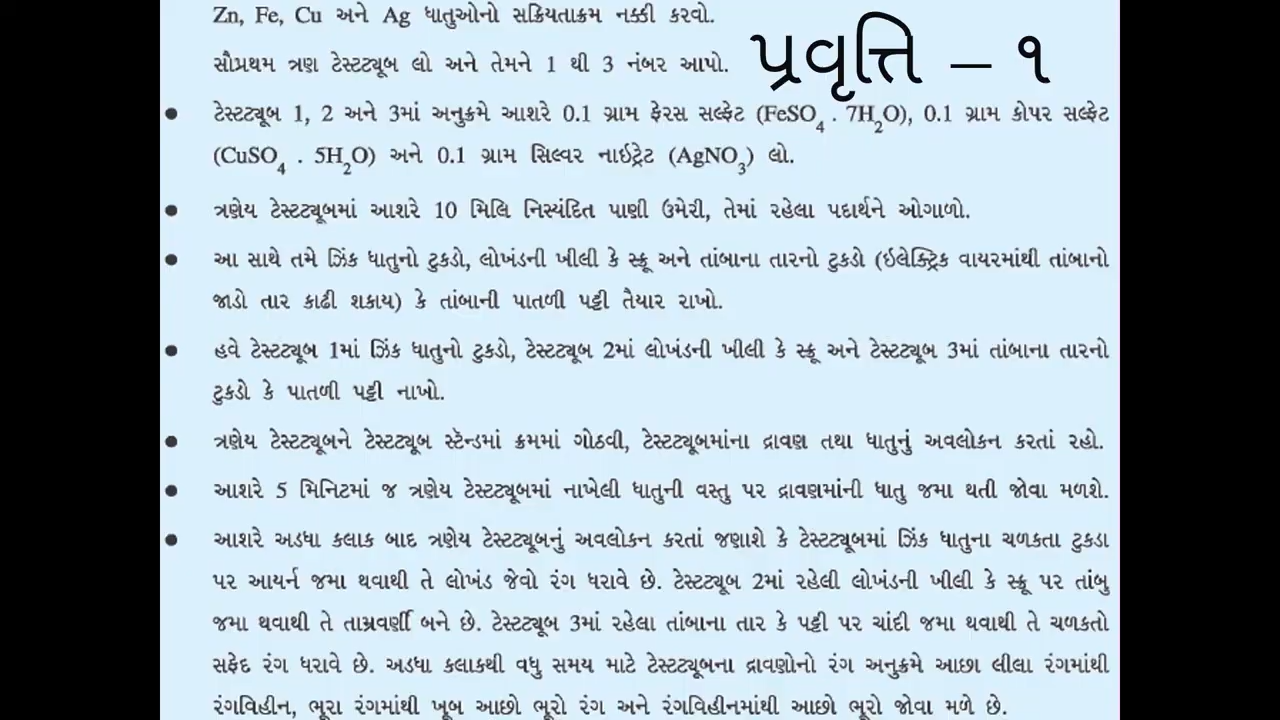 Zn, Fe, Cu અને Ag ધાતુઓનો સક્રિયતાક્રમ નક્કી કરવો.
પ્રવૃત્તિ – ૧
સૌપ્રથમ ત્રણ ટેસ્ટટ્યૂબ લો અને તેમને 1 થી 3 નંબર આપો.
● ટેસ્ટટ્યૂબ 1, 2 અને 3માં અનુક્રમે આશરે 0.1 ગ્રામ ફેરસ સલ્ફેટ (FeSO₄ . 7H₂O), 0.1 ગ્રામ કોપર સલ્ફેટ
(CuSO₄ . 5H₂O) અને 0.1 ગ્રામ સિલ્વર નાઇટ્રેટ (AgNO₃) લો.
● ત્રણેય ટેસ્ટટ્યૂબમાં આશરે 10 મિલિ નિસ્યંદિત પાણી ઉમેરી, તેમાં રહેલા પદાર્થને ઓગાળો.
● આ સાથે તમે ઝિંક ધાતુનો ટુકડો, લોખંડની ખીલી કે સ્ક્રૂ અને તાંબાના તારનો ટુકડો (ઇલેક્ટ્રિક વાયરમાંથી તાંબાનો
જાડો તાર કાઢી શકાય) કે તાંબાની પાતળી પટ્ટી તૈયાર રાખો.
● હવે ટેસ્ટટ્યૂબ 1માં ઝિંક ધાતુનો ટુકડો, ટેસ્ટટ્યૂબ 2માં લોખંડની ખીલી કે સ્ક્રૂ અને ટેસ્ટટ્યૂબ 3માં તાંબાના તારનો
ટુકડો કે પાતળી પટ્ટી નાખો.
● ત્રણેય ટેસ્ટટ્યૂબને ટેસ્ટટ્યૂબ સ્ટૅન્ડમાં ક્રમમાં ગોઠવી, ટેસ્ટટ્યૂબમાંના દ્રાવણ તથા ધાતુનું અવલોકન કરતાં રહો.
● આશરે 5 મિનિટમાં જ ત્રણેય ટેસ્ટટ્યૂબમાં નાખેલી ધાતુની વસ્તુ પર દ્રાવણમાંની ધાતુ જમા થતી જોવા મળશે.
● આશરે અડધા કલાક બાદ ત્રણેય ટેસ્ટટ્યૂબનું અવલોકન કરતાં જણાશે કે ટેસ્ટટ્યૂબમાં ઝિંક ધાતુના ચળકતા ટુકડા
પર આયર્ન જમા થવાથી તે લોખંડ જેવો રંગ ધરાવે છે. ટેસ્ટટ્યૂબ 2માં રહેલી લોખંડની ખીલી કે સ્ક્રૂ પર તાંબુ
જમા થવાથી તે તામ્રવર્ણી બને છે. ટેસ્ટટ્યૂબ 3માં રહેલા તાંબાના તાર કે પટ્ટી પર ચાંદી જમા થવાથી તે ચળકતો
સફેદ રંગ ધરાવે છે. અડધા કલાકથી વધુ સમય માટે ટેસ્ટટ્યૂબના દ્રાવણોનો રંગ અનુક્રમે આછા લીલા રંગમાંથી
રંગવિહીન, ભૂરા રંગમાંથી ખૂબ આછો ભૂરો રંગ અને રંગવિહીનમાંથી આછો ભૂરો જોવા મળે છે.